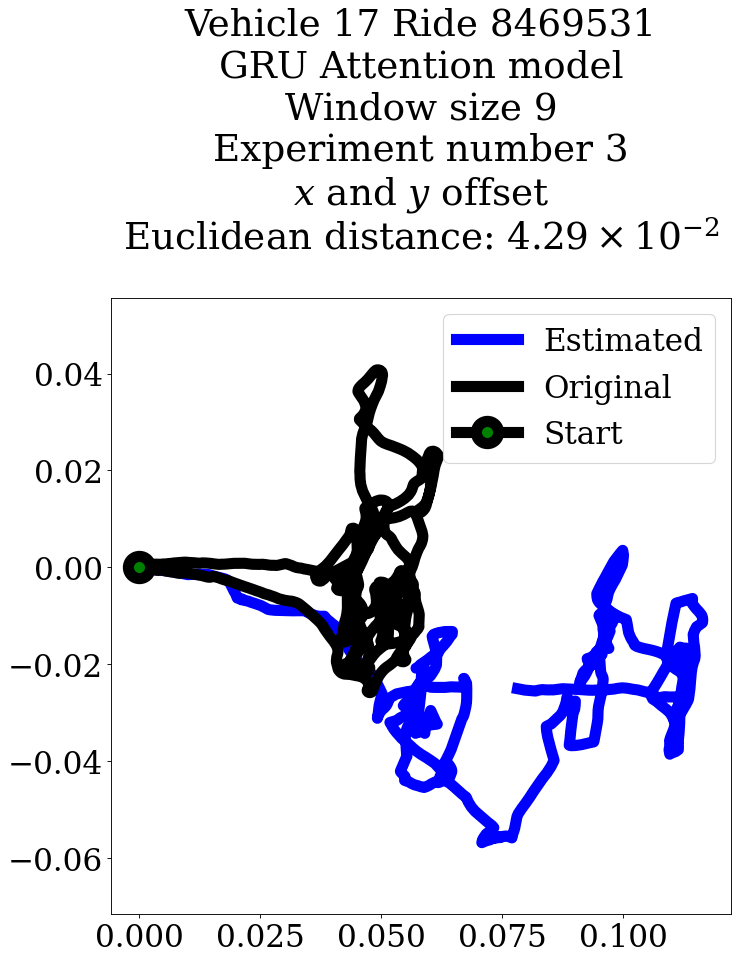 Vehicle 17 Ride 8469531
GRU Attention model
Window size 9
Experiment number 3
x and y offset
Euclidean distance: 4.29 × 10⁻²
Estimated
Original
Start
0.04
0.02
0.00
−0.02
−0.04
−0.06
0.000 0.025 0.050 0.075 0.100